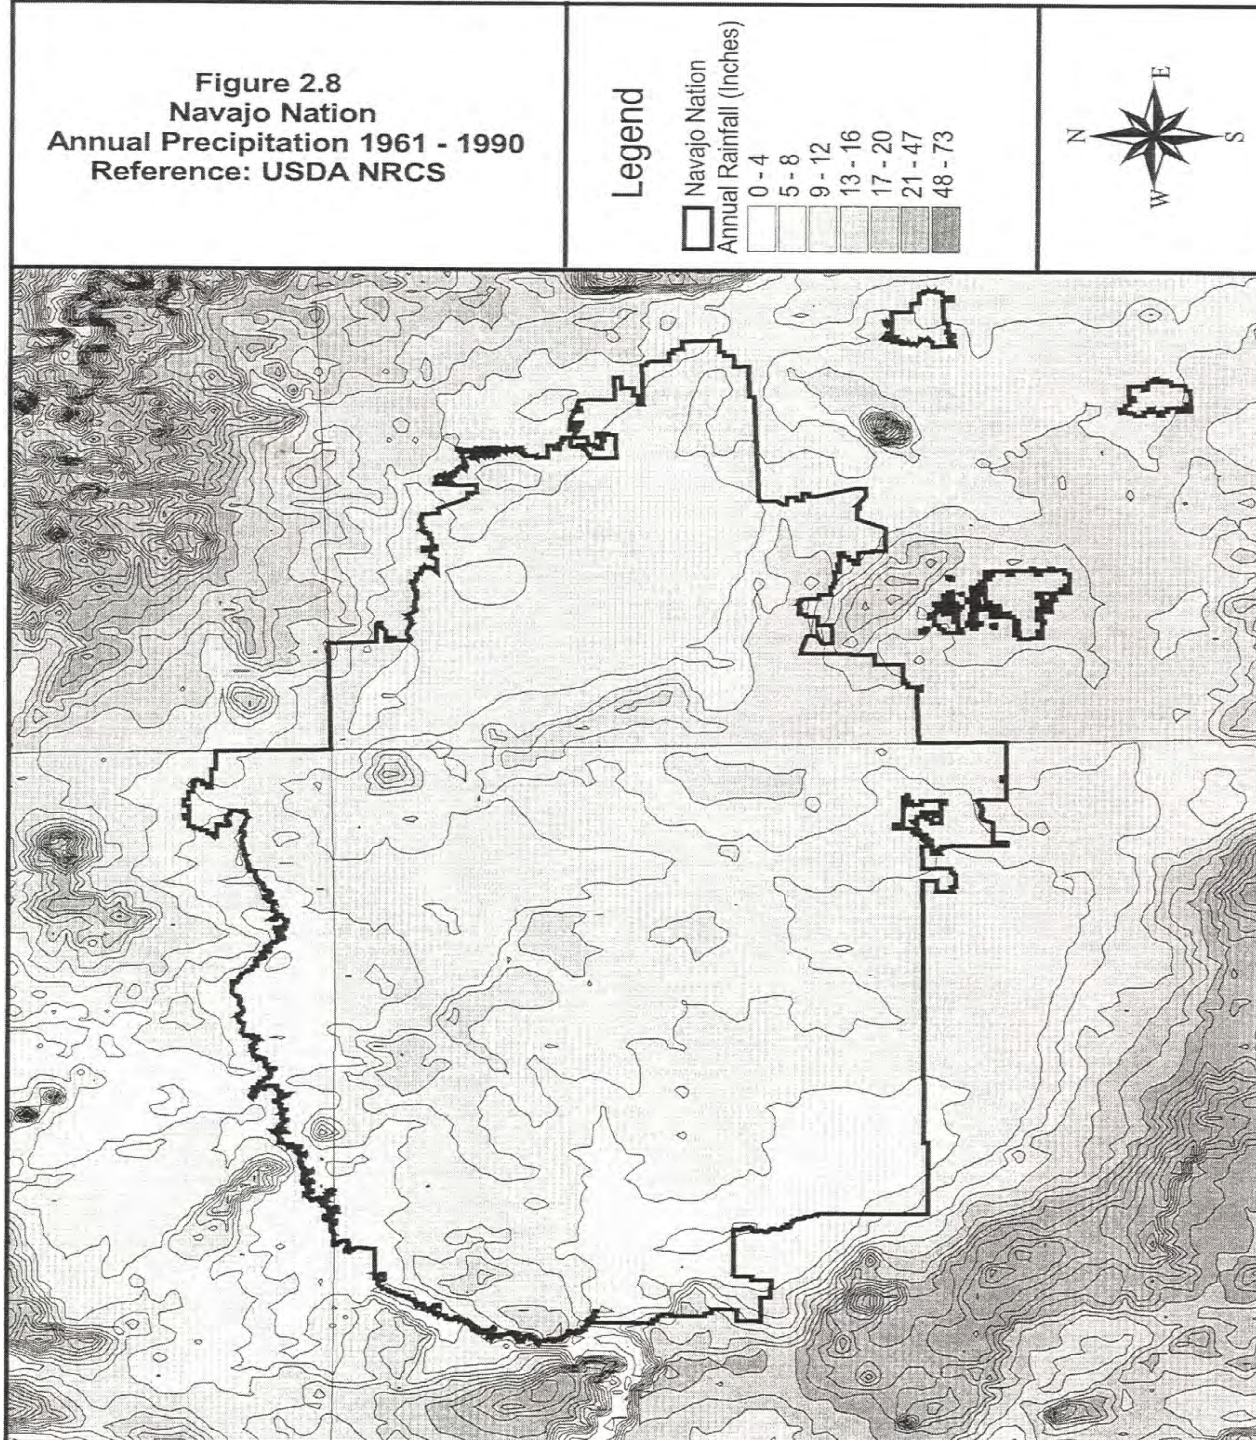 Figure 2.8
Navajo Nation
Annual Precipitation 1961 - 1990
Reference: USDA NRCS
Legend
Navajo Nation
Annual Rainfall (Inches)
0 - 4
5 - 8
9 - 12
13 - 16
17 - 20
21 - 47
48 - 73
N
E
S
W